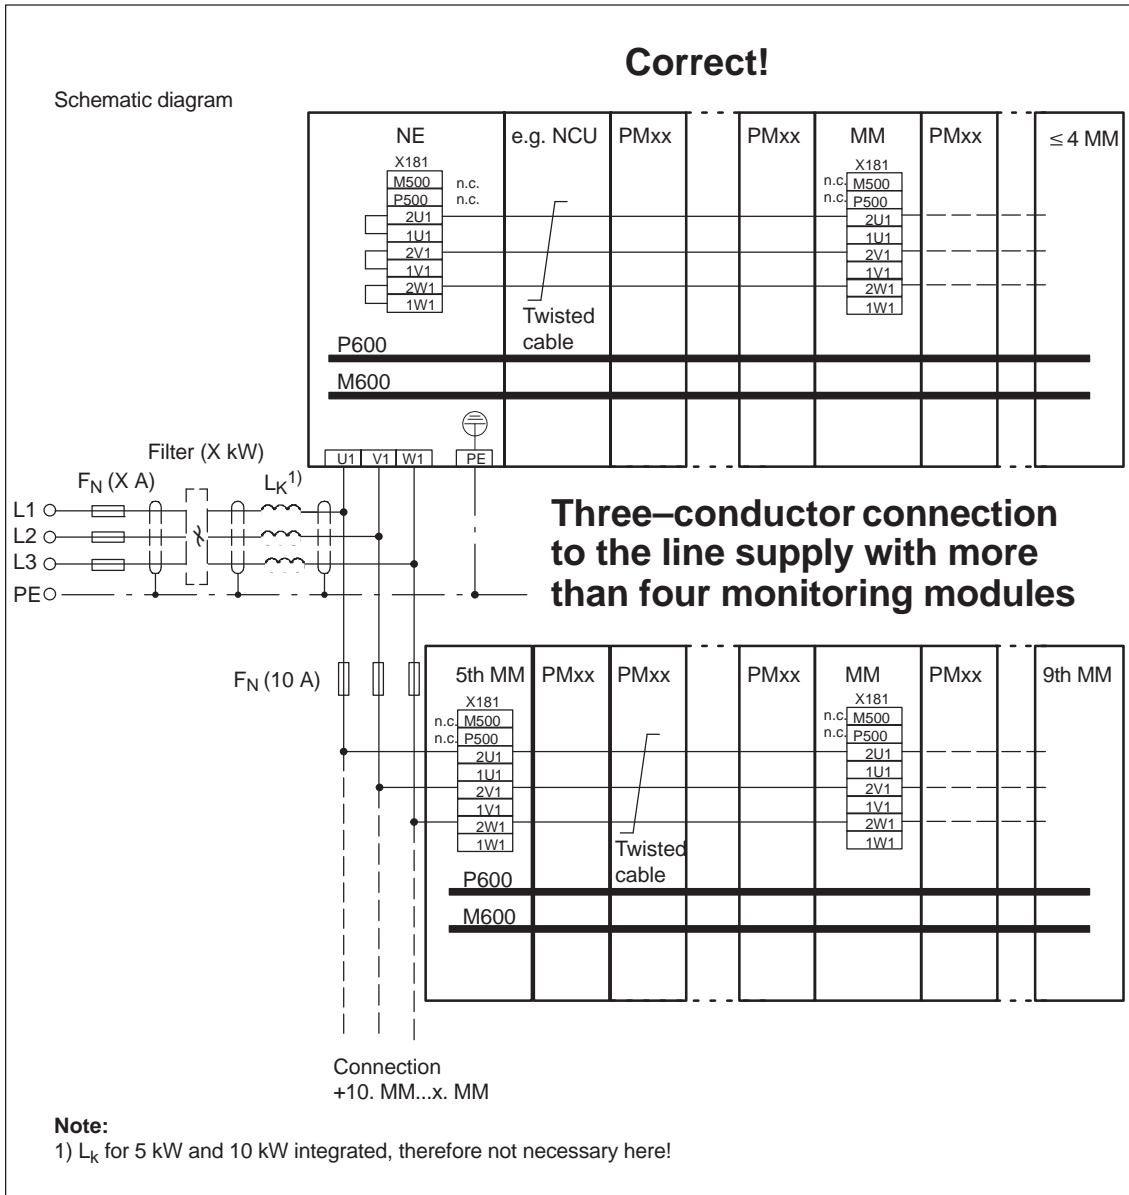 Correct!
Schematic diagram
NE e.g. NCU PMxx PMxx MM PMxx ≤ 4 MM
X181 X181
M500 n.c. n.c. M500
P500 n.c. n.c. P500
2U1 2U1
1U1 1U1
2V1 2V1
1V1 1V1
2W1 2W1
1W1 1W1
Twisted
cable
P600
M600
U1 V1 W1 PE
Filter (X kW)
FN (X A) LK1)
L1
L2
L3
PE
Three–conductor connection
to the line supply with more
than four monitoring modules
FN (10 A)
5th MM PMxx PMxx PMxx MM PMxx 9th MM
X181 X181
n.c. M500 n.c. M500
n.c. P500 n.c. P500
2U1 2U1
1U1 1U1
2V1 2V1
1V1 1V1
2W1 2W1
1W1 1W1
Twisted
cable
P600
M600
Connection
+10. MM...x. MM
Note:
1) Lk for 5 kW and 10 kW integrated, therefore not necessary here!